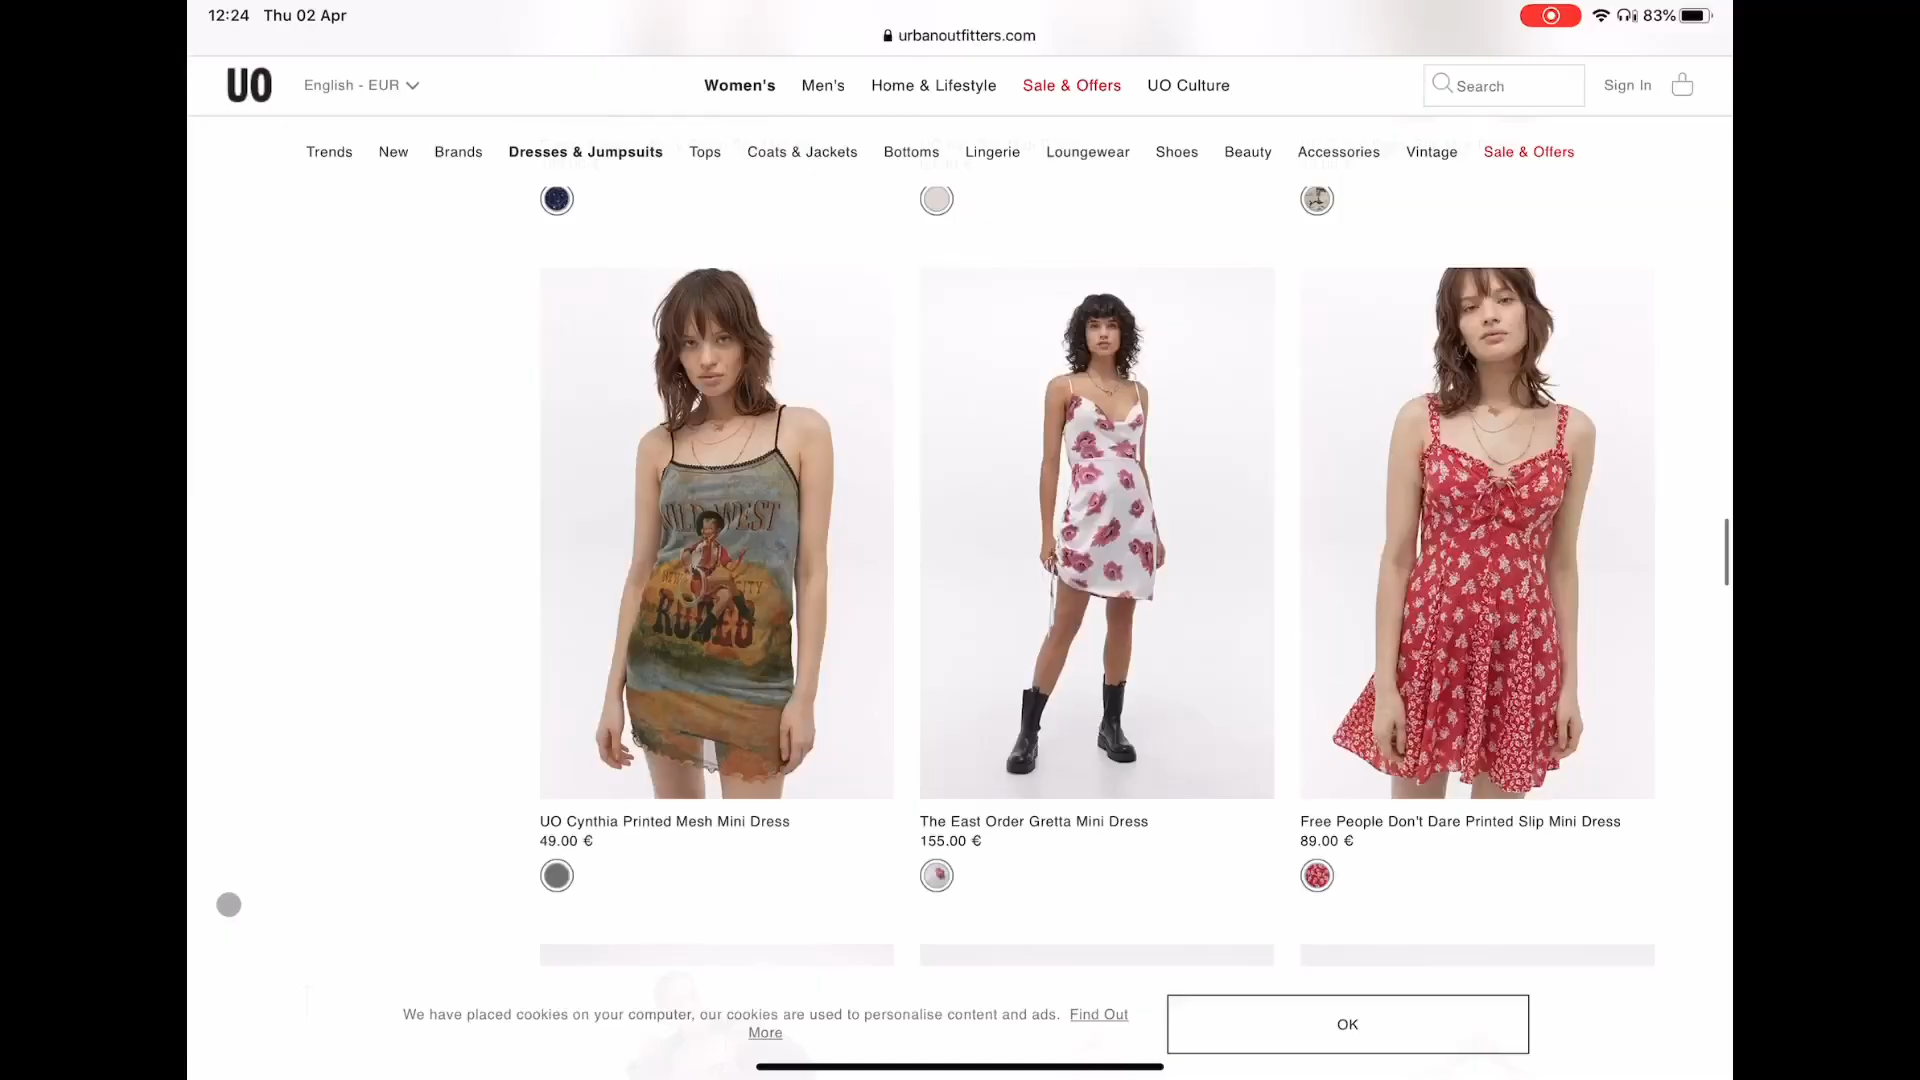 12:24 Thu 02 Apr
83%
urbanoutfitters.com
UO
English - EUR
Women's
Men's
Home & Lifestyle
Sale & Offers
UO Culture
Search
Sign In
Trends
New
Brands
Dresses & Jumpsuits
Tops
Coats & Jackets
Bottoms
Lingerie
Loungewear
Shoes
Beauty
Accessories
Vintage
Sale & Offers
WILD WEST
CITY
RODEO
UO Cynthia Printed Mesh Mini Dress
49.00 €
The East Order Gretta Mini Dress
155.00 €
Free People Don't Dare Printed Slip Mini Dress
89.00 €
We have placed cookies on your computer, our cookies are used to personalise content and ads. Find Out
More
OK